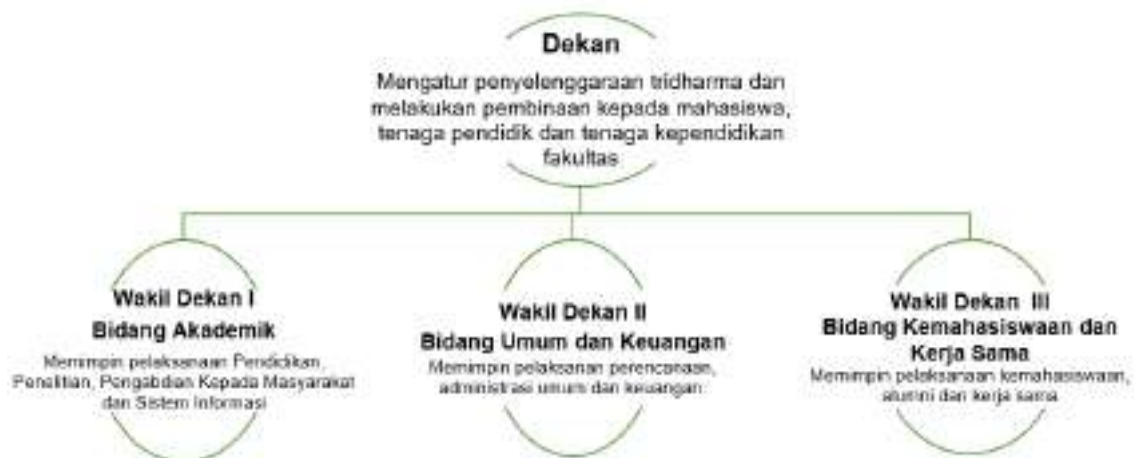 Dekan
Mengatur penyelenggaraan tridharma dan
melakukan pembinaan kepada mahasiswa,
tenaga pendidik dan tenaga kependidikan
fakultas
Wakil Dekan I
Bidang Akademik
Memimpin pelaksanaan Pendidikan,
Penelitian, Pengabdian Kepada Masyarakat
dan Sistem Informasi
Wakil Dekan II
Bidang Umum dan Keuangan
Memimpin pelaksanan perencanaan,
administrasi umum dan keuangan
Wakil Dekan III
Bidang Kemahasiswaan dan
Kerja Sama
Memimpin pelaksanaan kemahasiswaan,
alumni dan kerja sama